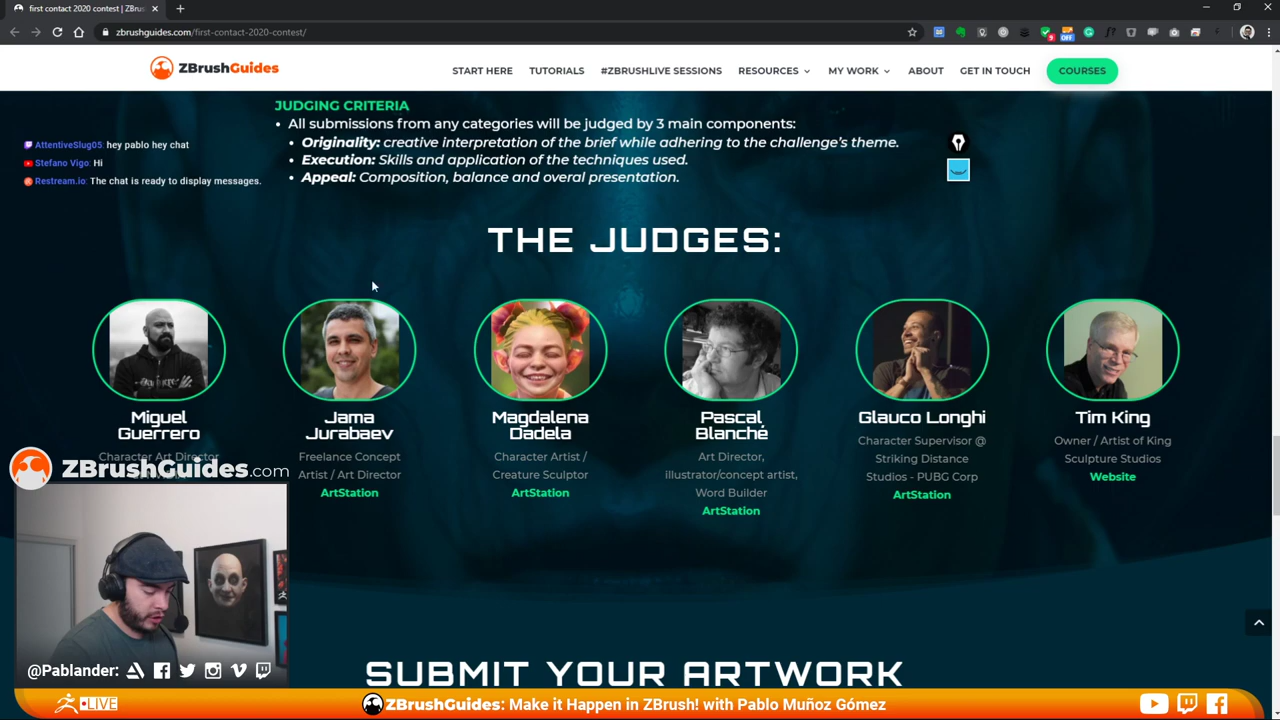 first contact 2020 contest | ZBrus
zbrushguides.com/first-contact-2020-contest/
ZBrushGuides
START HERE
TUTORIALS
#ZBRUSHLIVE SESSIONS
RESOURCES
MY WORK
ABOUT
GET IN TOUCH
COURSES
JUDGING CRITERIA
• All submissions from any categories will be judged by 3 main components:
• Originality: creative interpretation of the brief while adhering to the challenge's theme.
• Execution: Skills and application of the techniques used.
• Appeal: Composition, balance and overal presentation.
AttentiveSlug05: hey pablo hey chat
Stefano Vigo: Hi
Restream.io: The chat is ready to display messages.
THE JUDGES:
Miguel
Guerrero
Character Art Director
Jama
Jurabaev
Freelance Concept
Artist / Art Director
ArtStation
Magdalena
Dadela
Character Artist /
Creature Sculptor
ArtStation
Pascal
Blanché
Art Director,
illustrator/concept artist,
Word Builder
ArtStation
Glauco Longhi
Character Supervisor @
Striking Distance
Studios - PUBG Corp
ArtStation
Tim King
Owner / Artist of King
Sculpture Studios
Website
ZBrushGuides.com
@Pablander:
SUBMIT YOUR ARTWORK
LIVE
ZBrushGuides: Make it Happen in ZBrush! with Pablo Muñoz Gómez